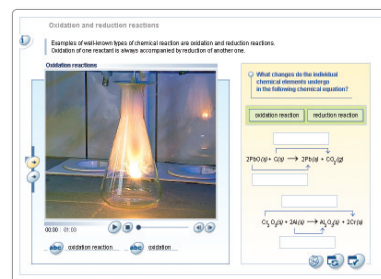 Oxidation and reduction reactions
Examples of well-known types of chemical reaction are oxidation and reduction reactions.
Oxidation of one reactant is always accompanied by reduction of another one.
Oxidation reactions
What changes do the individual
chemical elements undergo
in the following chemical equation?
oxidation reaction
reduction reaction
2PbO(s) + C(s) → 2Pb(s) + CO₂(g)
Cr₂O₃(s) + 2Al(s) → Al₂O₃(s) + 2Cr(s)
00:00 | 01:00
abc oxidation reaction
abc oxidation